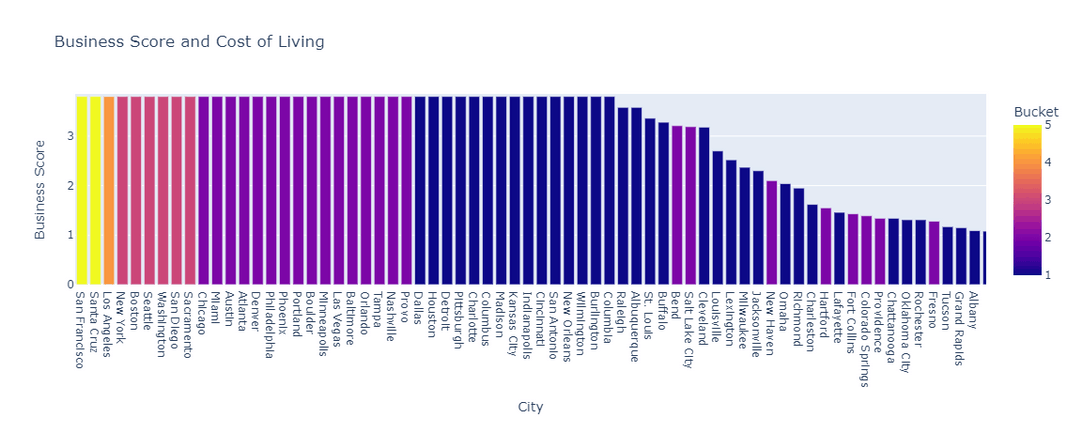 Business Score and Cost of Living
Bucket
5
4
3
2
1
Business Score
3
2
1
0
San Francisco
Santa Cruz
Los Angeles
New York
Boston
Seattle
Washington
San Diego
Sacramento
Chicago
Miami
Austin
Atlanta
Denver
Philadelphia
Phoenix
Portland
Boulder
Minneapolis
Las Vegas
Baltimore
Orlando
Tampa
Nashville
Provo
Dallas
Houston
Detroit
Pittsburgh
Charlotte
Columbus
Madison
Kansas City
Indianapolis
Cincinnati
San Antonio
New Orleans
Wilmington
Burlington
Columbia
Raleigh
Albuquerque
St. Louis
Buffalo
Bend
Salt Lake City
Cleveland
Louisville
Lexington
Milwaukee
Jacksonville
New Haven
Omaha
Richmond
Charleston
Hartford
Lafayette
Fort Collins
Colorado Springs
Providence
Chattanooga
Oklahoma City
Rochester
Fresno
Tucson
Grand Rapids
Albany
City